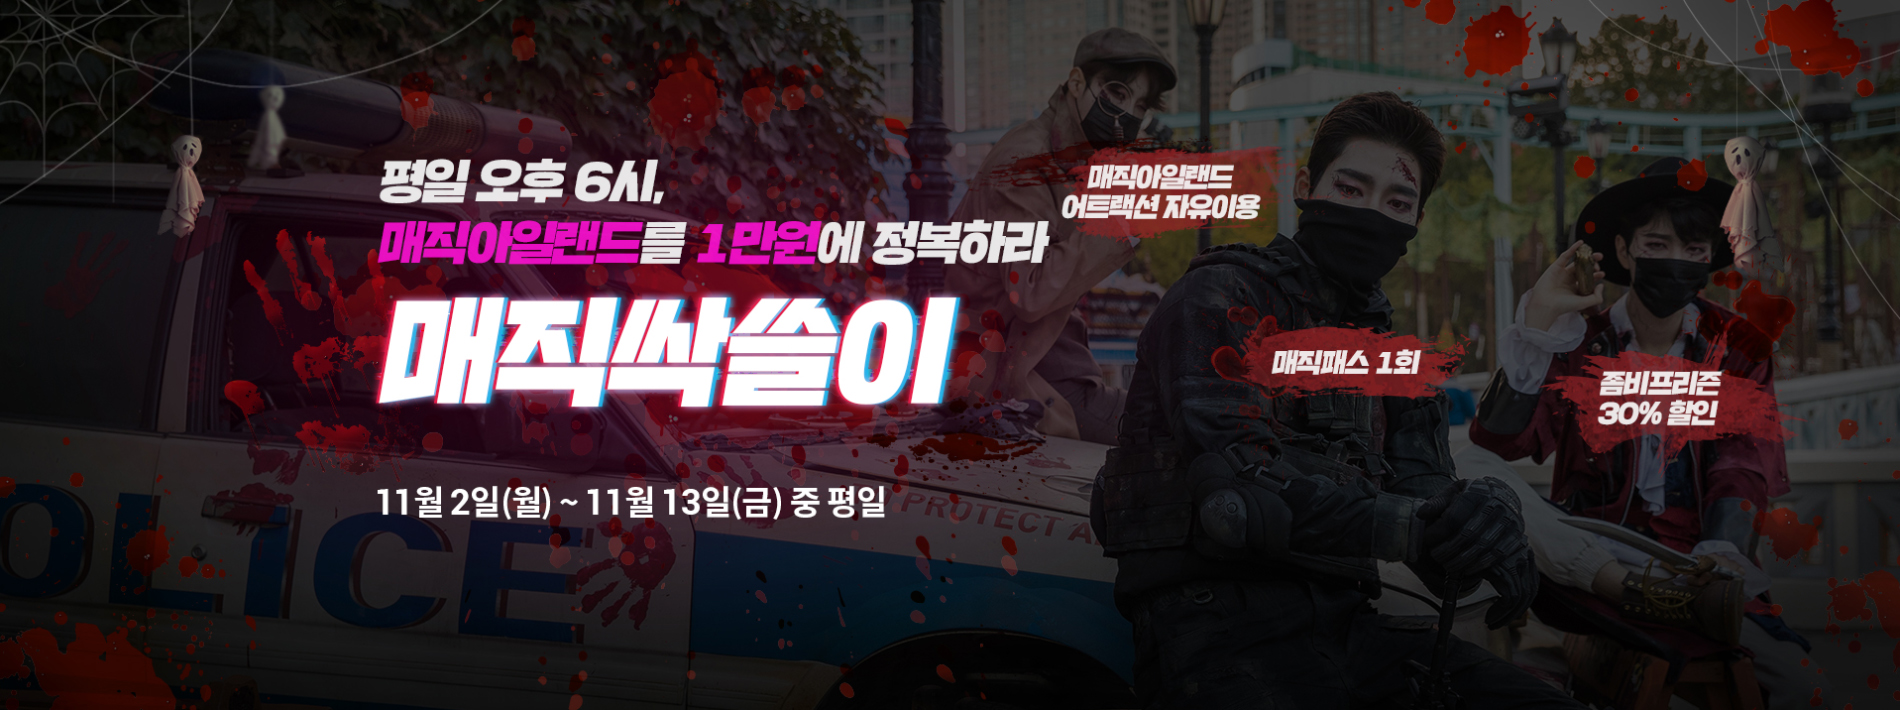 평일 오후 6시,
매직아일랜드를 1만원에 정복하라
매직싹쓸이
11월 2일(월) ~ 11월 13일(금) 중 평일
매직아일랜드
어트랙션 자유이용
매직패스 1회
좀비프리즌
30% 할인
OLICE
PROTECT A